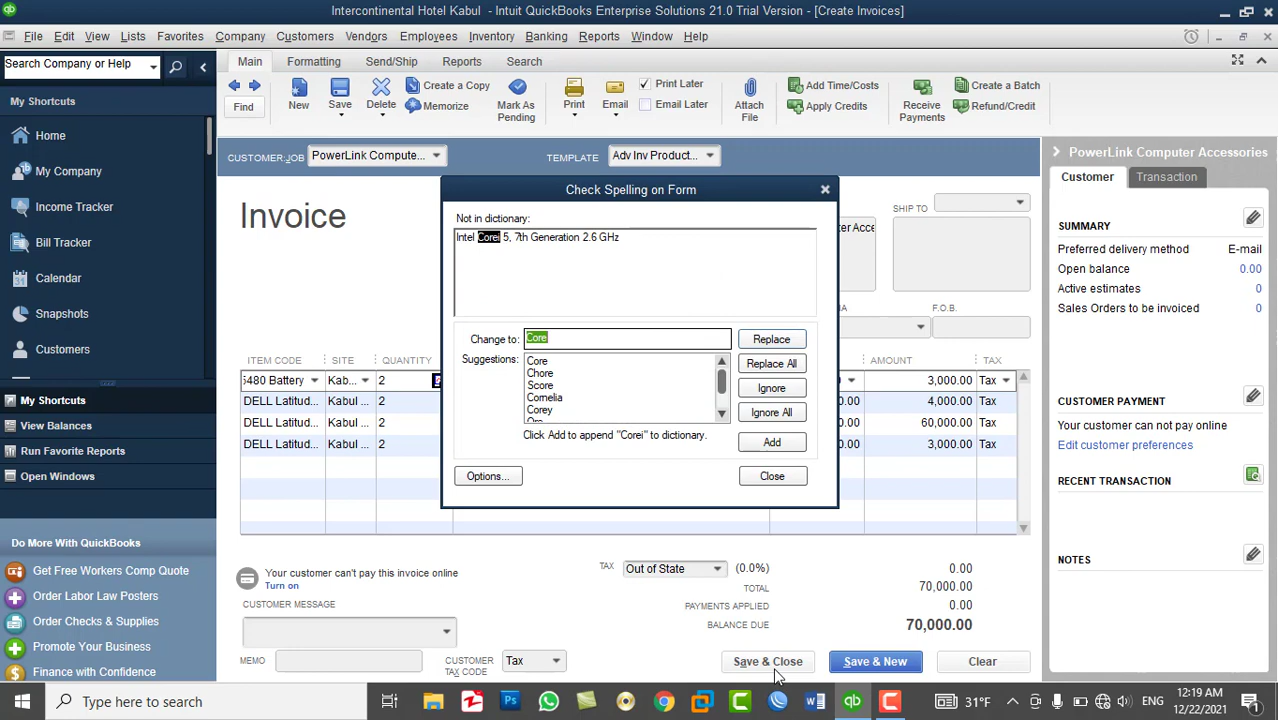 Intercontinental Hotel Kabul - Intuit QuickBooks Enterprise Solutions 21.0 Trial Version - [Create Invoices]
File Edit View Lists Favorites Company Customers Vendors Employees Inventory Banking Reports Window Help
Search Company or Help
My Shortcuts
Home
My Company
Income Tracker
Bill Tracker
Calendar
Snapshots
Customers
My Shortcuts
View Balances
Run Favorite Reports
Open Windows
Do More With QuickBooks
Get Free Workers Comp Quote
Order Labor Law Posters
Order Checks & Supplies
Promote Your Business
Finance with Confidence
Main Formatting Send/Ship Reports Search
Find
New
Save
Delete
Create a Copy
Memorize
Mark As
Pending
Print
Email
Print Later
Email Later
Attach
File
Add Time/Costs
Apply Credits
Receive
Payments
Create a Batch
Refund/Credit
CUSTOMER:JOB PowerLink Compute... TEMPLATE Adv Inv Product...
Invoice
SHIP TO
F.O.B.
Check Spelling on Form
Not in dictionary:
Intel Corei 5, 7th Generation 2.6 GHz
Change to: Core
Replace
Suggestions:
Core
Chore
Score
Cornelia
Corey
Replace All
Ignore
Ignore All
Click Add to append "Corei" to dictionary.
Add
Options...
Close
ITEM CODE SITE QUANTITY AMOUNT TAX
5480 Battery Kab... 2 3,000.00 Tax
DELL Latitud... Kabul ... 2 4,000.00 Tax
DELL Latitud... Kabul ... 2 60,000.00 Tax
DELL Latitud... Kabul ... 2 3,000.00 Tax
Your customer can't pay this invoice online
Turn on
CUSTOMER MESSAGE
MEMO
CUSTOMER
TAX CODE
Tax
TAX Out of State (0.0%) 0.00
TOTAL 70,000.00
PAYMENTS APPLIED 0.00
BALANCE DUE 70,000.00
Save & Close Save & New Clear
PowerLink Computer Accessories
Customer Transaction
SUMMARY
Preferred delivery method E-mail
Open balance 0.00
Active estimates 0
Sales Orders to be invoiced 0
CUSTOMER PAYMENT
Your customer can not pay online
Edit customer preferences
RECENT TRANSACTION
NOTES
Type here to search
31°F
ENG
12:19 AM
12/22/2021
1